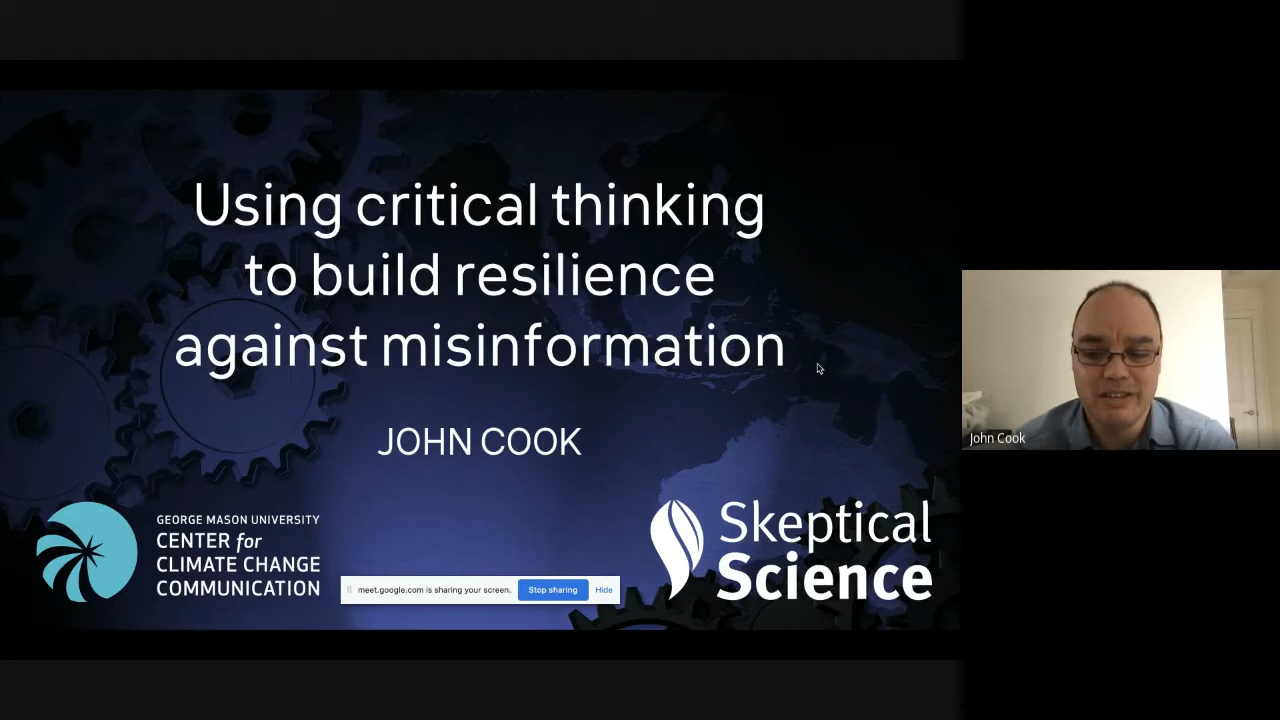 Using critical thinking
to build resilience
against misinformation
JOHN COOK
GEORGE MASON UNIVERSITY
CENTER for
CLIMATE CHANGE
COMMUNICATION
meet.google.com is sharing your screen. Stop sharing Hide
Skeptical
Science
John Cook